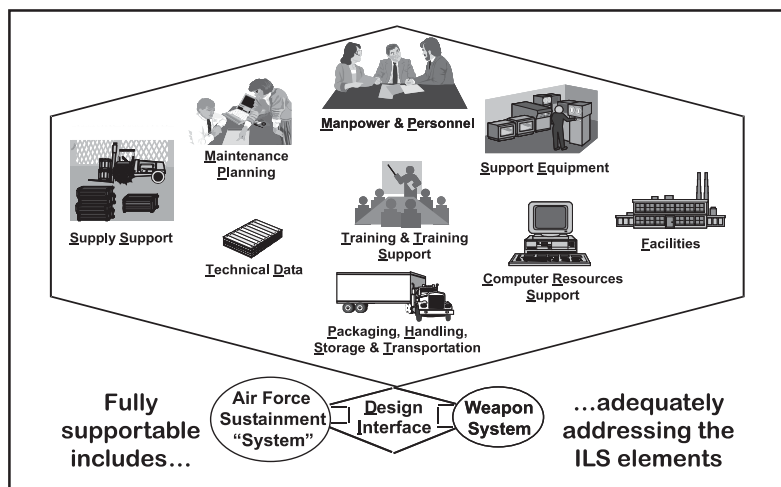 Manpower & Personnel
Maintenance
Planning
Support Equipment
Supply Support
Technical Data
Training & Training
Support
Computer Resources
Support
Facilities
Packaging, Handling,
Storage & Transportation
Fully
supportable
includes…
Air Force
Sustainment
“System”
Design
Interface
Weapon
System
…adequately
addressing the
ILS elements